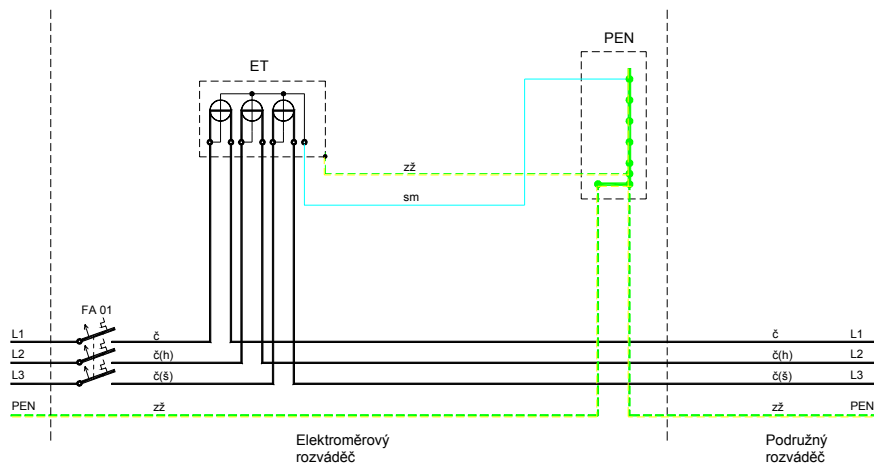 PEN
ET
zž
sm
FA 01
L1 č č L1
L2 č(h) č(h) L2
L3 č(š) č(š) L3
PEN zž zž PEN
Elektroměrový
rozváděč
Podružný
rozváděč